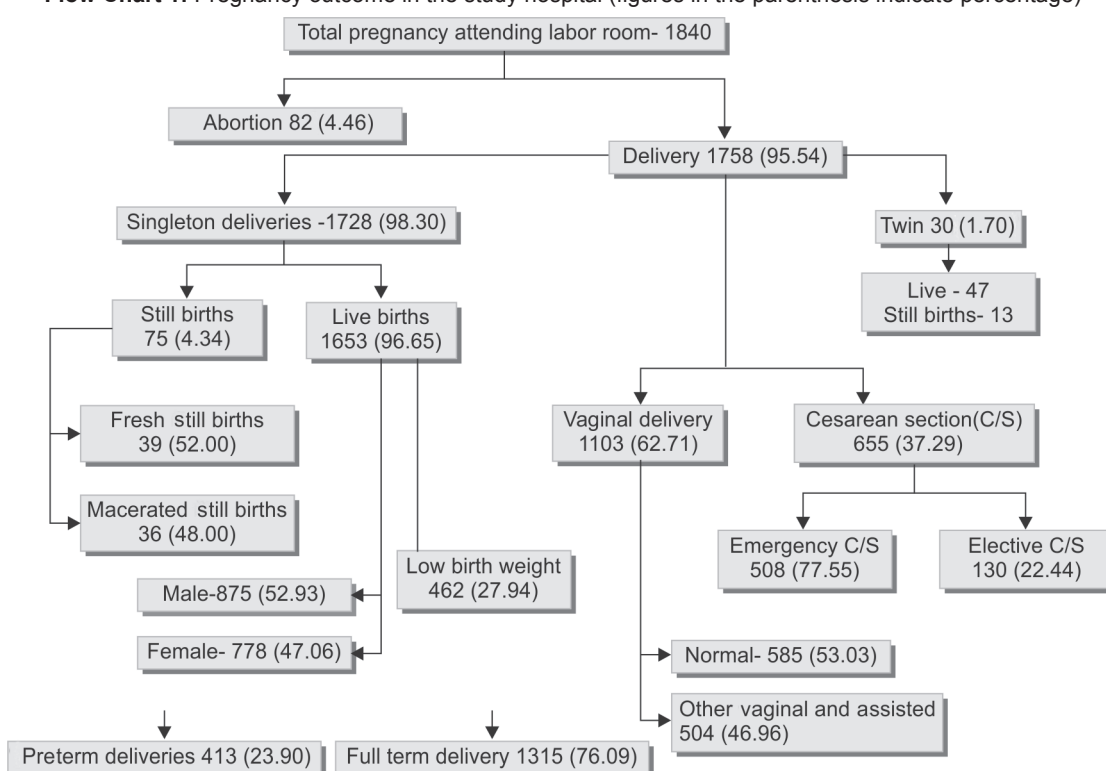 Flow Chart 1: Pregnancy outcome in the study hospital (figures in the parenthesis indicate percentage)
Total pregnancy attending labor room- 1840
Abortion 82 (4.46)
Delivery 1758 (95.54)
Singleton deliveries -1728 (98.30)
Twin 30 (1.70)
Live - 47
Still births- 13
Still births
75 (4.34)
Live births
1653 (96.65)
Fresh still births
39 (52.00)
Macerated still births
36 (48.00)
Vaginal delivery
1103 (62.71)
Cesarean section(C/S)
655 (37.29)
Emergency C/S
508 (77.55)
Elective C/S
130 (22.44)
Low birth weight
462 (27.94)
Male-875 (52.93)
Female- 778 (47.06)
Normal- 585 (53.03)
Other vaginal and assisted
504 (46.96)
Preterm deliveries 413 (23.90)
Full term delivery 1315 (76.09)